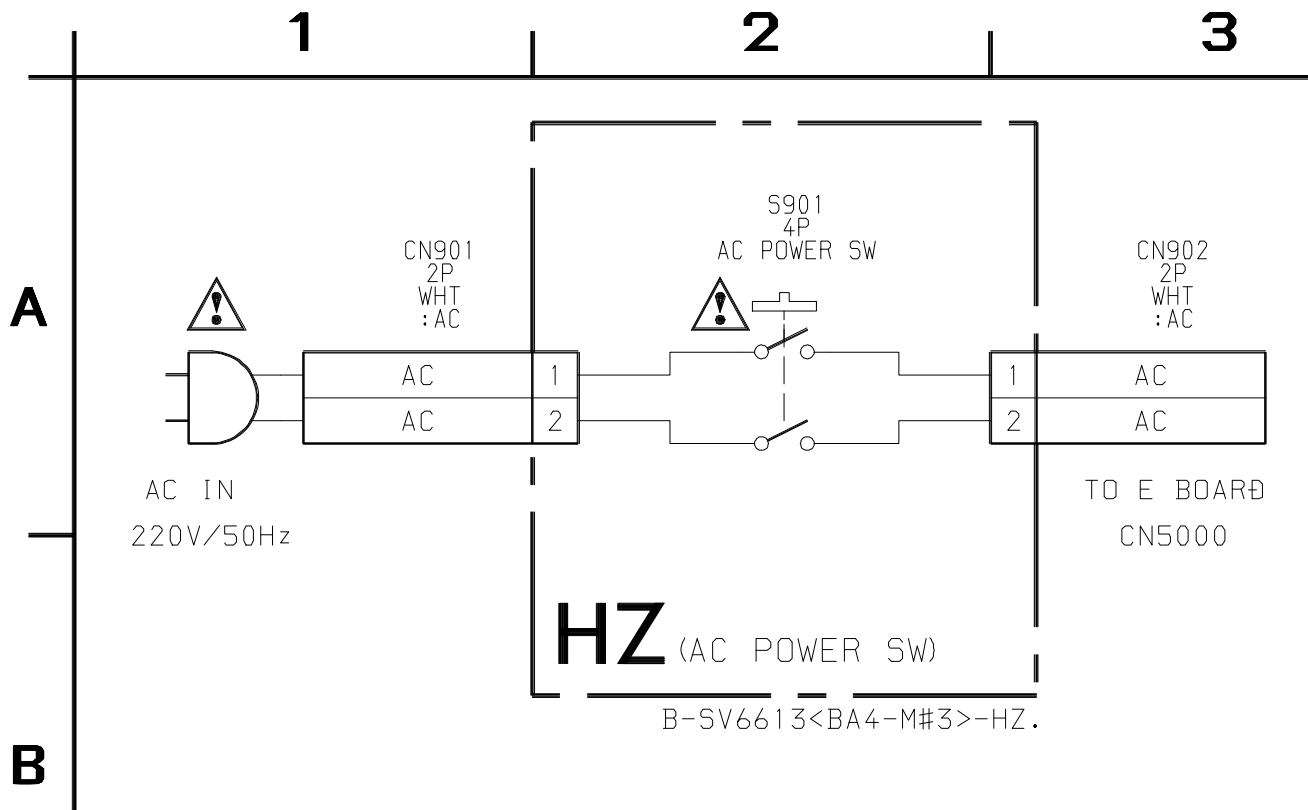 1 2 3
A
S901
4P
AC POWER SW
CN901
2P
WHT
:AC
CN902
2P
WHT
:AC
!
!
AC 1
AC 2
1 AC
2 AC
AC IN
220V/50Hz
TO E BOARD
CN5000
HZ (AC POWER SW)
B-SV6613<BA4-M#3>-HZ.
B